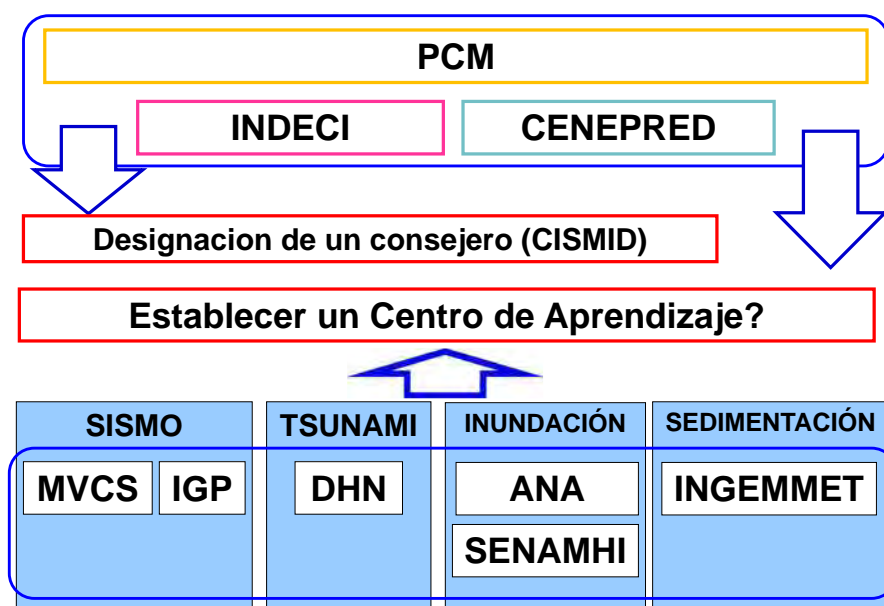 PCM
INDECI CENEPRED
Designacion de un consejero (CISMID)
Establecer un Centro de Aprendizaje?
SISMO TSUNAMI INUNDACIÓN SEDIMENTACIÓN
MVCS IGP DHN ANA INGEMMET
SENAMHI